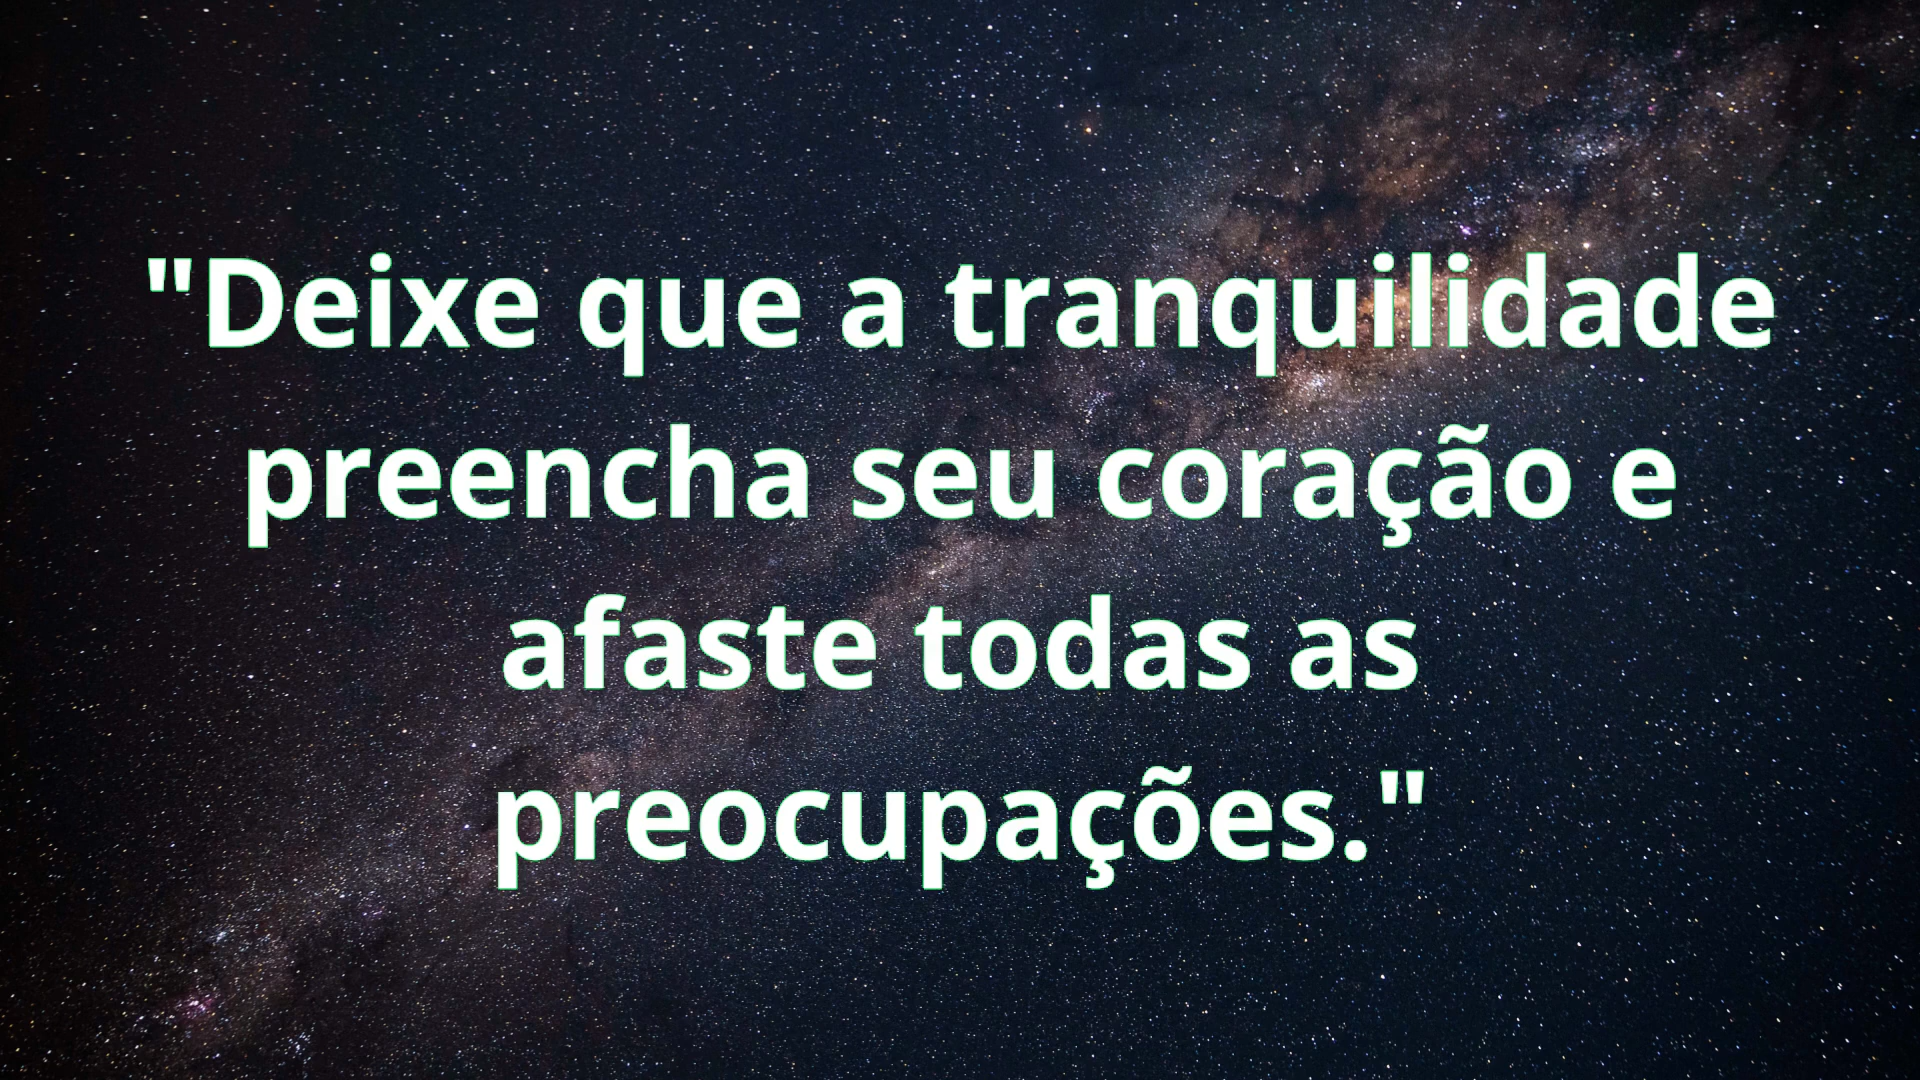 "Deixe que a tranquilidade
preencha seu coração e
afaste todas as
preocupações."